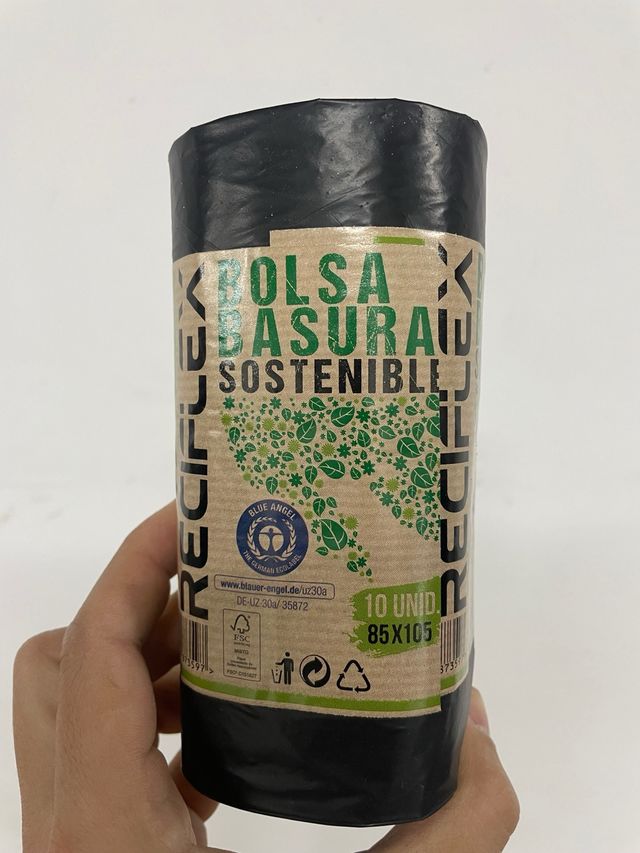 RECIFLEX
BOLSA
BASURA
SOSTENIBLE
BLUE ANGEL
THE GERMAN ECOLABEL
www.blauer-engel.de/uz30a
DE-UZ 30a/ 35872
FSC
MIXTO
10 UNID.
85X105
RECIFLEX